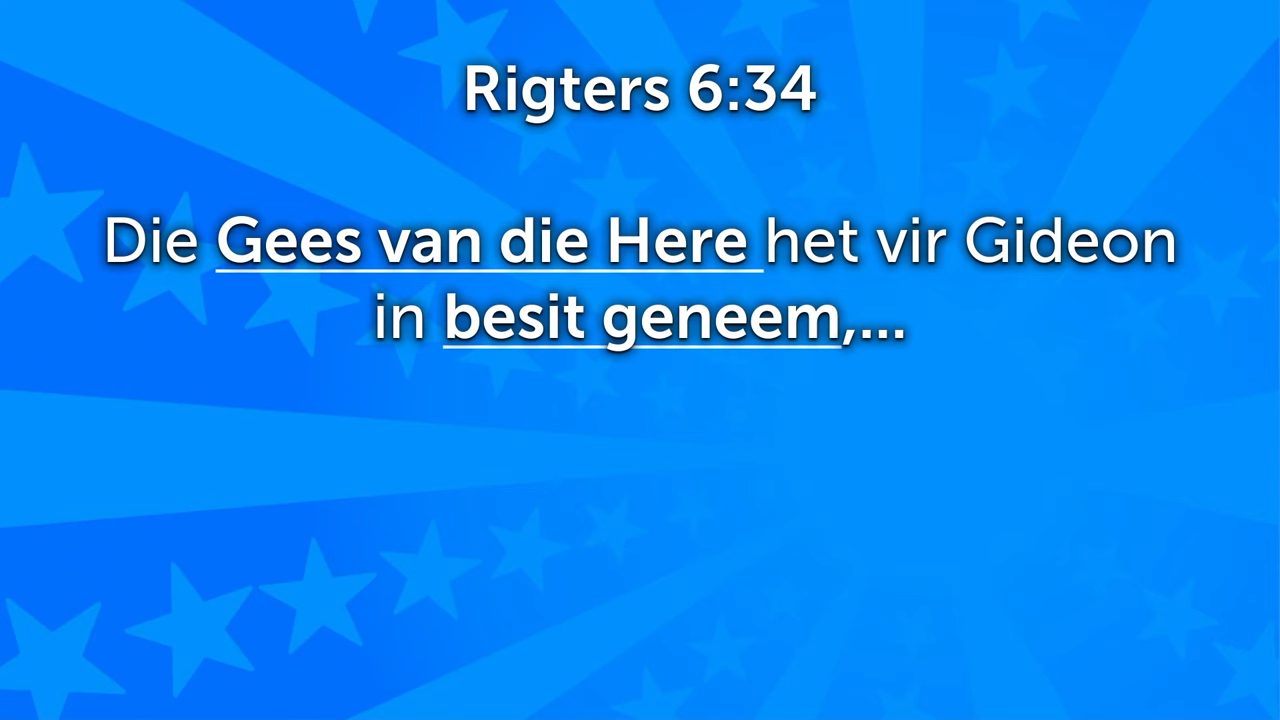 Rigters 6:34
Die Gees van die Here het vir Gideon
in besit geneem,...